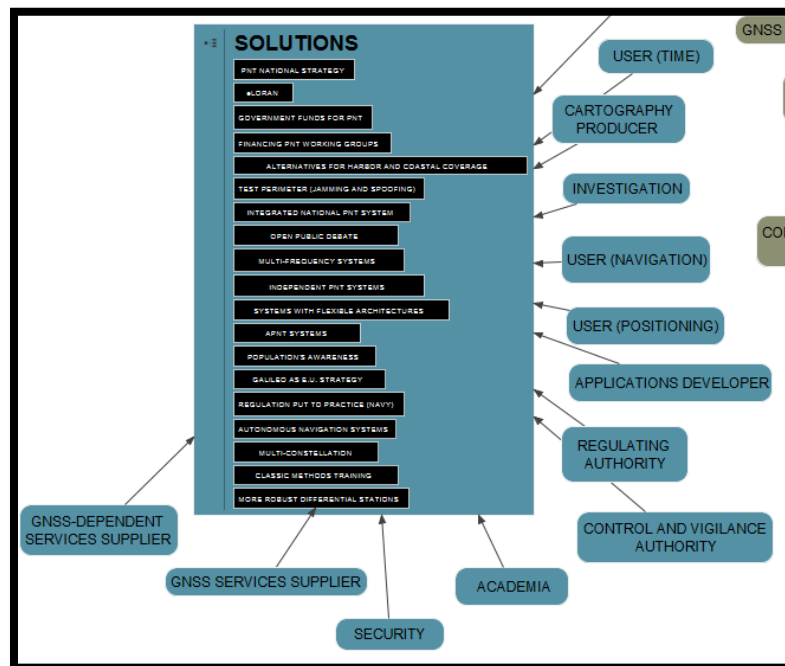 SOLUTIONS
PNT NATIONAL STRATEGY
eLORAN
GOVERNMENT FUNDS FOR PNT
FINANCING PNT WORKING GROUPS
ALTERNATIVES FOR HARBOR AND COASTAL COVERAGE
TEST PERIMETER (JAMMING AND SPOOFING)
INTEGRATED NATIONAL PNT SYSTEM
OPEN PUBLIC DEBATE
MULTI-FREQUENCY SYSTEMS
INDEPENDENT PNT SYSTEMS
SYSTEMS WITH FLEXIBLE ARCHITECTURES
APNT SYSTEMS
POPULATION'S AWARENESS
GALILEO AS E.U. STRATEGY
REGULATION PUT TO PRACTICE (NAVY)
AUTONOMOUS NAVIGATION SYSTEMS
MULTI-CONSTELLATION
CLASSIC METHODS TRAINING
MORE ROBUST DIFFERENTIAL STATIONS
GNSS
USER (TIME)
CARTOGRAPHY
PRODUCER
INVESTIGATION
USER (NAVIGATION)
USER (POSITIONING)
APPLICATIONS DEVELOPER
REGULATING
AUTHORITY
CONTROL AND VIGILANCE
AUTHORITY
GNSS-DEPENDENT
SERVICES SUPPLIER
GNSS SERVICES SUPPLIER
ACADEMIA
SECURITY